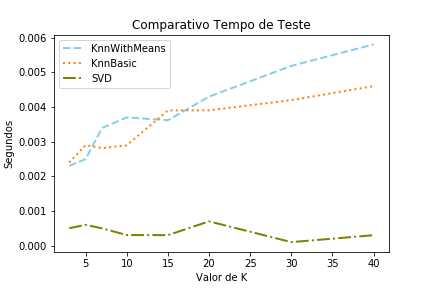 Comparativo Tempo de Teste
KnnWithMeans
KnnBasic
SVD
0.006
0.005
0.004
0.003
0.002
0.001
0.000
Segundos
5
10
15
20
25
30
35
40
Valor de K